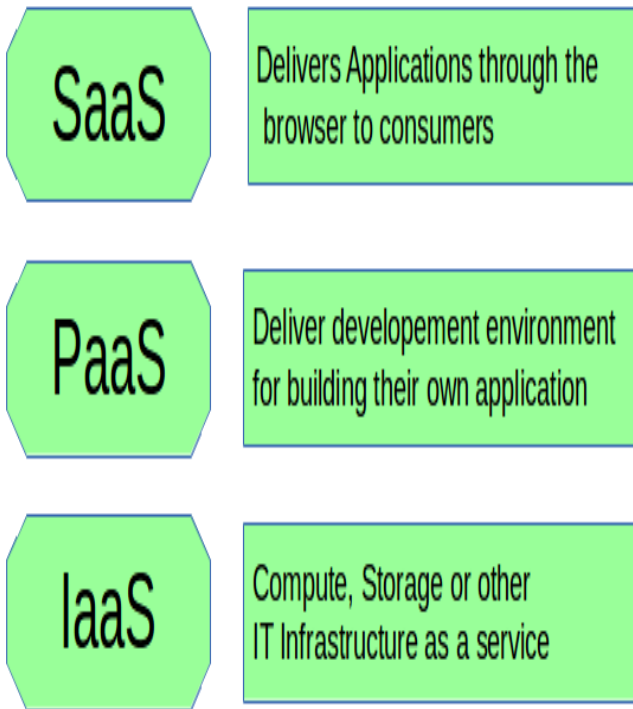 SaaS
Delivers Applications through the
browser to consumers
PaaS
Deliver developement environment
for building their own application
IaaS
Compute, Storage or other
IT Infrastructure as a service